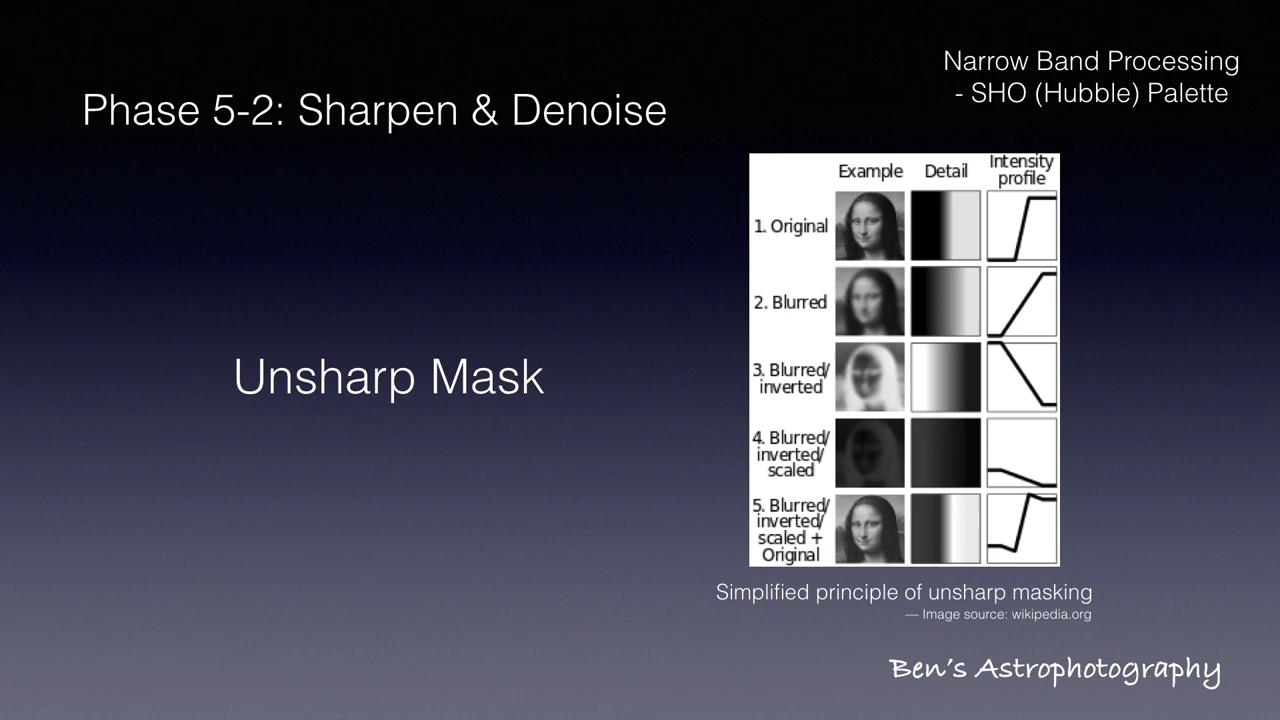 Narrow Band Processing
- SHO (Hubble) Palette
Phase 5-2: Sharpen & Denoise
Unsharp Mask
Example Detail Intensity
profile
1. Original
2. Blurred
3. Blurred/
inverted
4. Blurred/
inverted/
scaled
5. Blurred/
inverted/
scaled +
Original
Simplified principle of unsharp masking
— Image source: wikipedia.org
Ben's Astrophotography